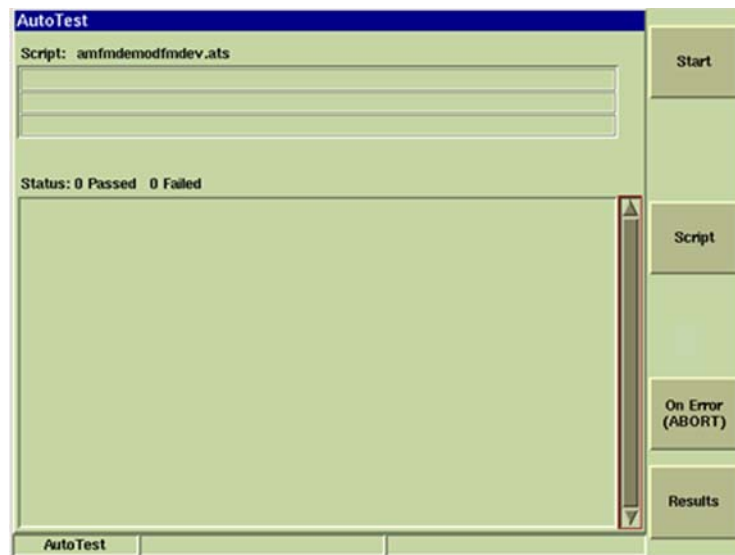 AutoTest
Script: amfmdemodfmdev.ats
Status: 0 Passed 0 Failed
Start
Script
On Error
(ABORT)
Results
AutoTest